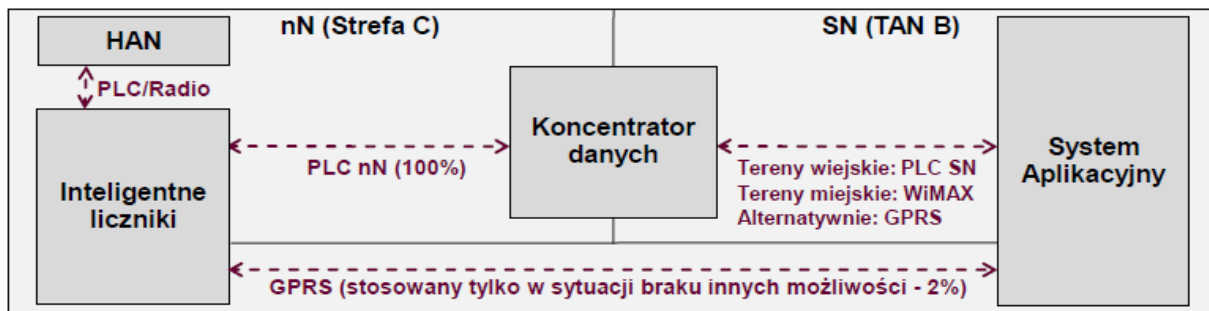 HAN
nN (Strefa C)
SN (TAN B)
PLC/Radio
Inteligentne
liczniki
PLC nN (100%)
Koncentrator
danych
Tereny wiejskie: PLC SN
Tereny miejskie: WiMAX
Alternatywnie: GPRS
System
Aplikacyjny
GPRS (stosowany tylko w sytuacji braku innych możliwości - 2%)